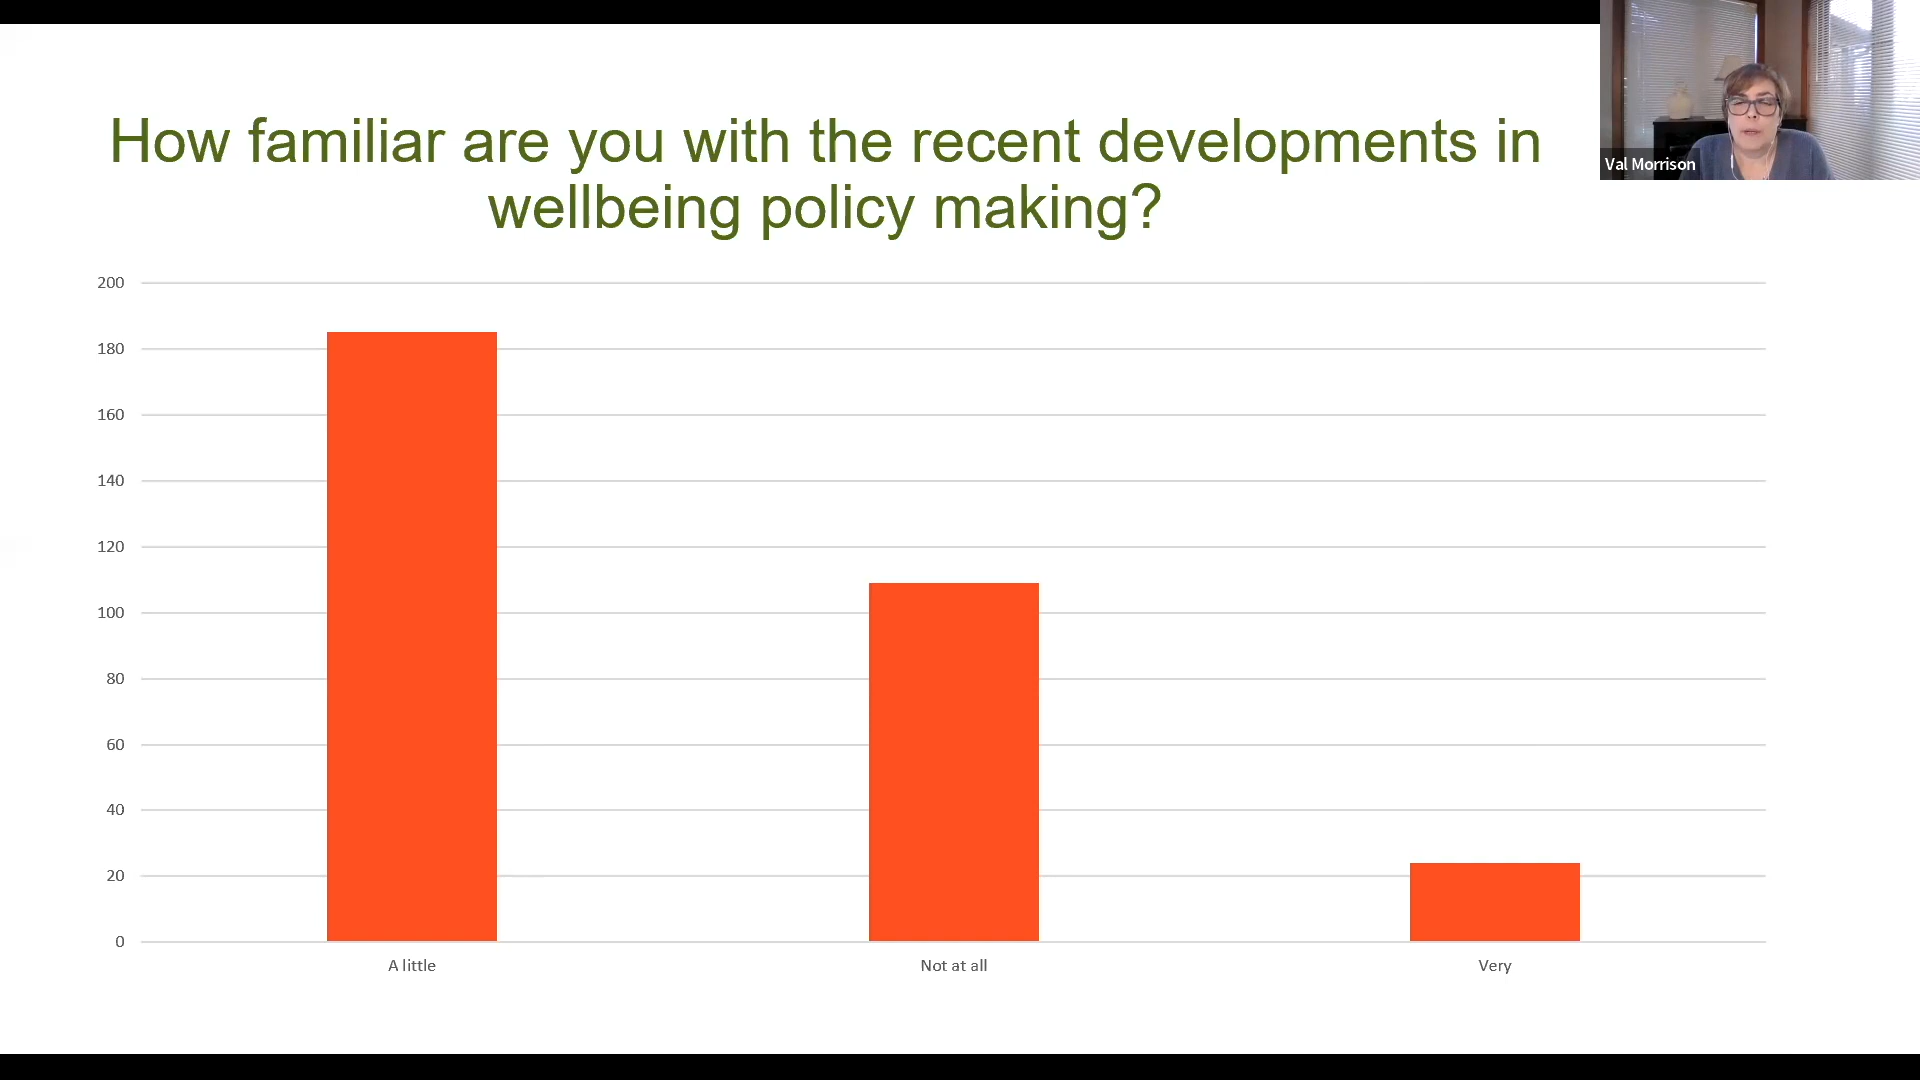 How familiar are you with the recent developments in
wellbeing policy making?
Val Morrison
200
180
160
140
120
100
80
60
40
20
0
A little
Not at all
Very